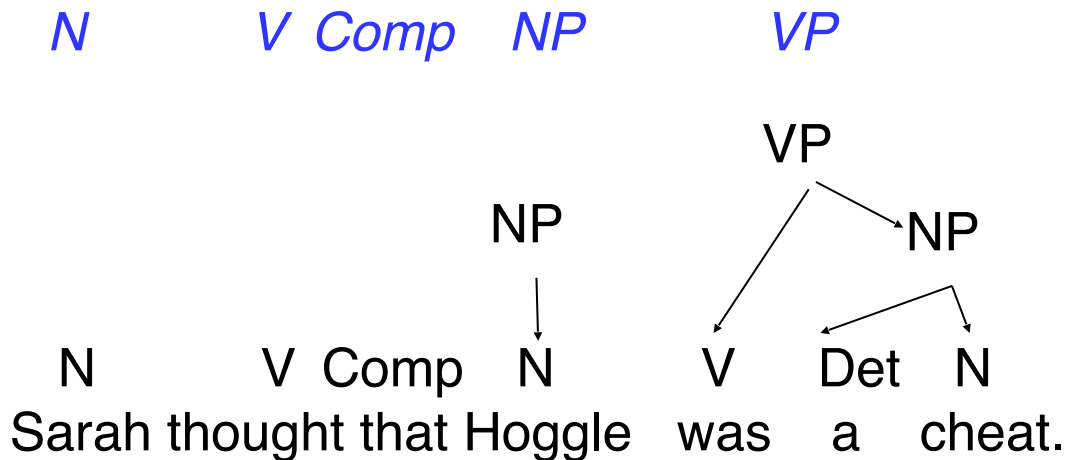 N V Comp NP VP
VP
NP NP
N V Comp N V Det N
Sarah thought that Hoggle was a cheat.